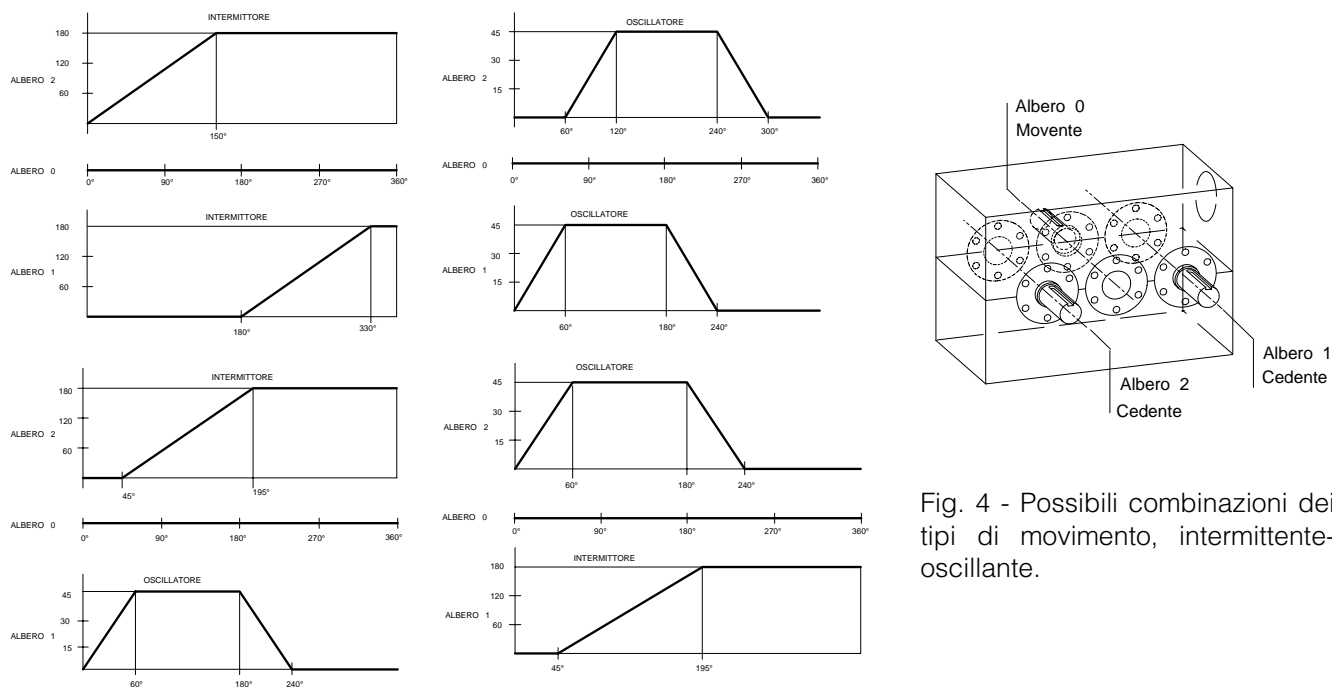 INTERMITTORE
180
120
ALBERO 2
60
150°
ALBERO 0
0° 90° 180° 270° 360°
INTERMITTORE
180
120
ALBERO 1
60
180° 330°
OSCILLATORE
45
30
ALBERO 2
15
60° 120° 240° 300°
ALBERO 0
0° 90° 180° 270° 360°
OSCILLATORE
45
30
ALBERO 1
15
60° 180° 240°
INTERMITTORE
180
120
ALBERO 2
60
45° 195°
ALBERO 0
0° 90° 180° 270° 360°
OSCILLATORE
45
30
ALBERO 1
15
60° 180° 240°
OSCILLATORE
45
30
ALBERO 2
15
60° 180° 240°
ALBERO 0
0° 90° 180° 270° 360°
INTERMITTORE
180
120
ALBERO 1
60
45° 195°
Albero 0
Movente
Albero 1
Cedente
Albero 2
Cedente
Fig. 4 - Possibili combinazioni dei
tipi di movimento, intermittente-
oscillante.